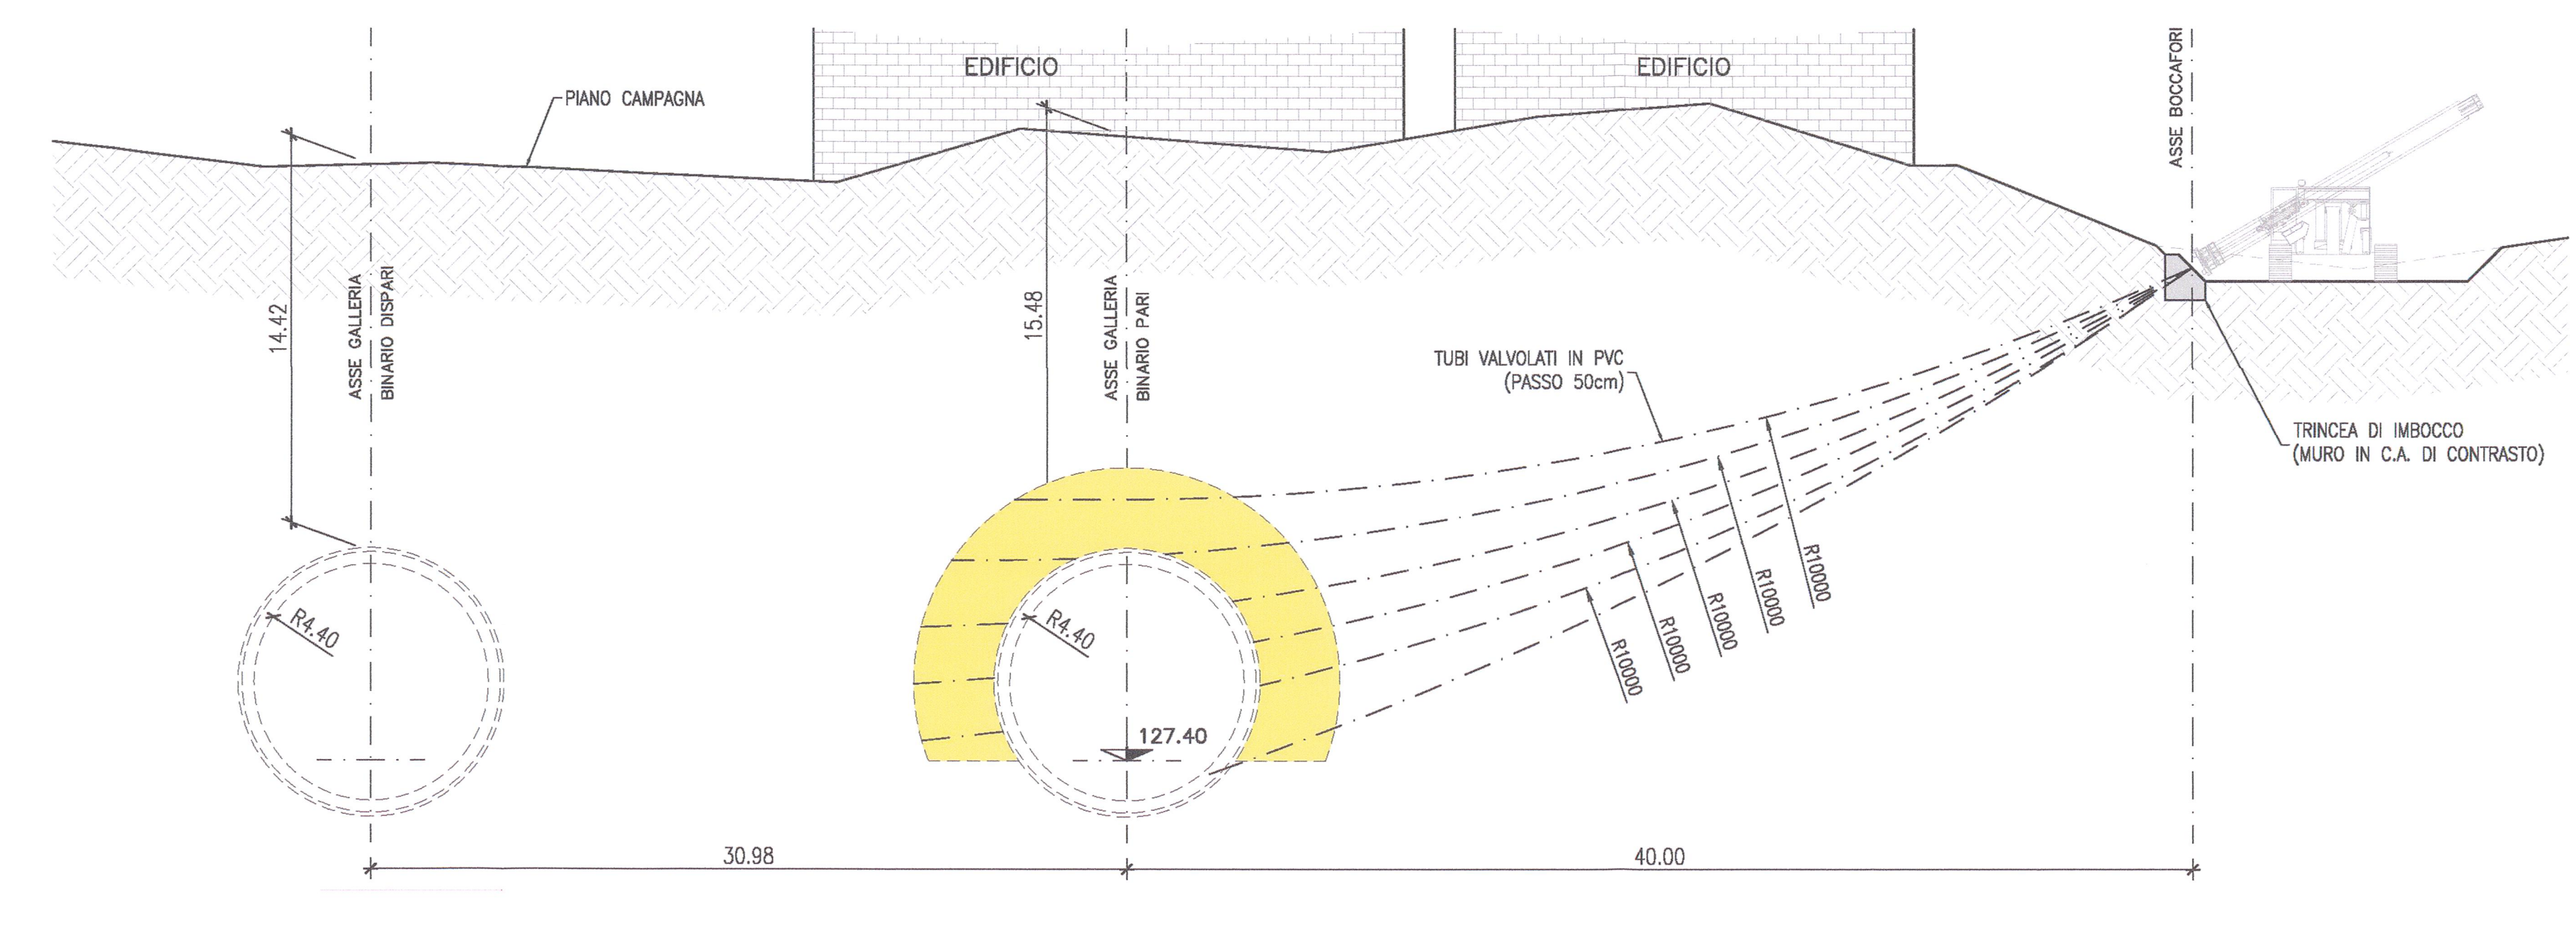 EDIFICIO
EDIFICIO
PIANO CAMPAGNA
ASSE BOCCAFORI
14.42
ASSE GALLERIA
BINARIO DISPARI
15.48
ASSE GALLERIA
BINARIO PARI
TUBI VALVOLATI IN PVC
(PASSO 50cm)
TRINCEA DI IMBOCCO
(MURO IN C.A. DI CONTRASTO)
R4.40
R4.40
R10000
R10000
R10000
R10000
R10000
127.40
30.98
40.00